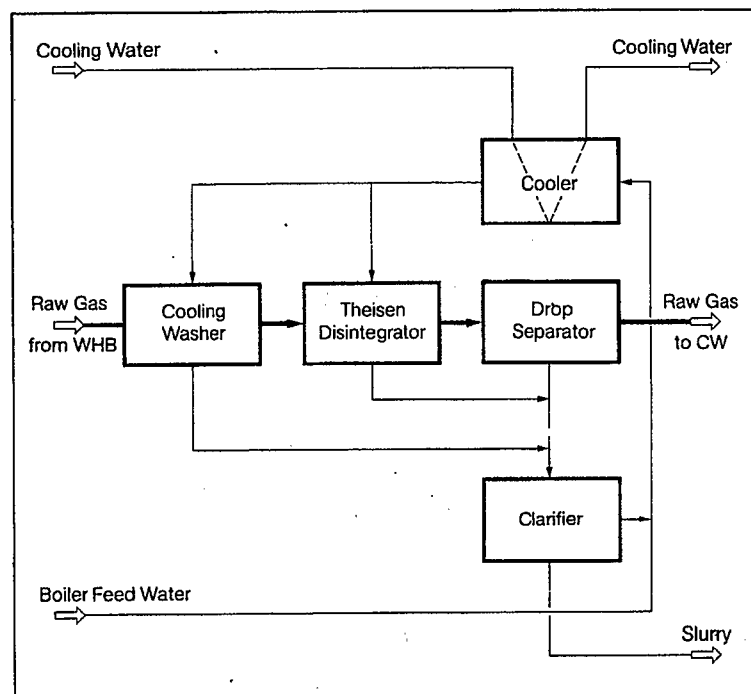 Cooling Water
Cooling Water
Cooler
Raw Gas
from WHB
Cooling
Washer
Theisen
Disintegrator
Drop
Separator
Raw Gas
to CW
Clarifier
Boiler Feed Water
Slurry